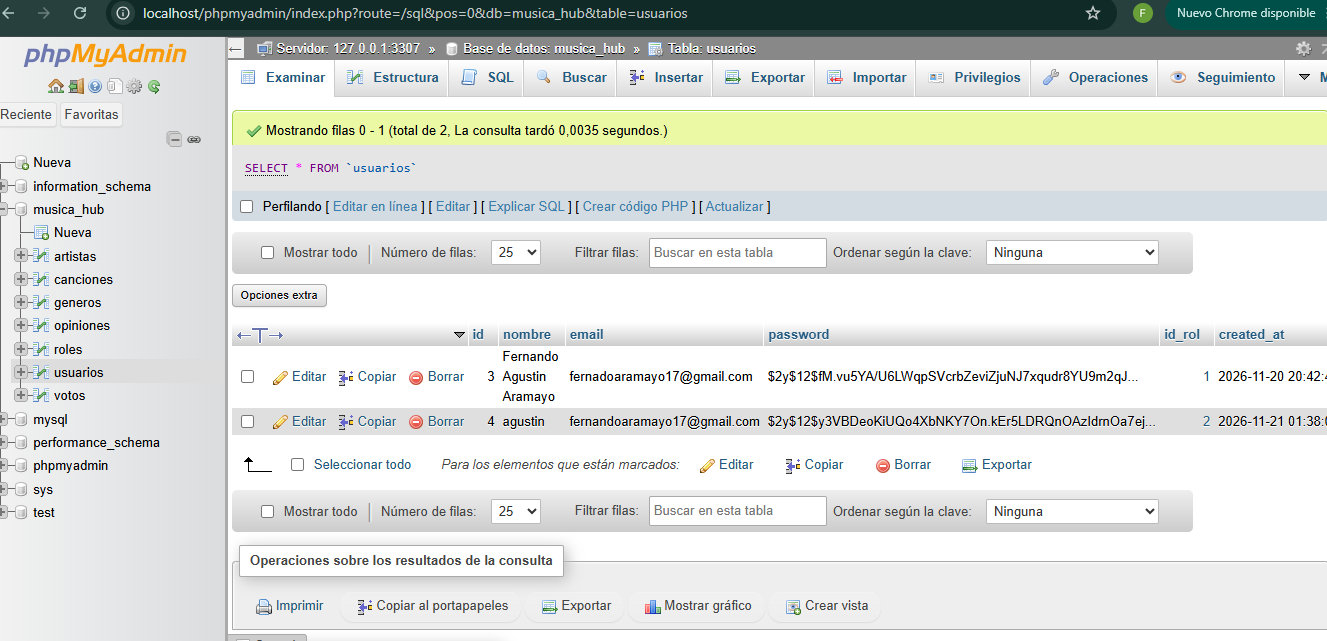 localhost/phpmyadmin/index.php?route=/sql&pos=0&db=musica_hub&table=usuarios
F
Nuevo Chrome disponible
phpMyAdmin
Reciente Favoritas
Nueva
information_schema
musica_hub
Nueva
artistas
canciones
generos
opiniones
roles
usuarios
votos
mysql
performance_schema
phpmyadmin
sys
test
Servidor: 127.0.0.1:3307 » Base de datos: musica_hub » Tabla: usuarios
Examinar Estructura SQL Buscar Insertar Exportar Importar Privilegios Operaciones Seguimiento M
Mostrando filas 0 - 1 (total de 2, La consulta tardó 0,0035 segundos.)
SELECT * FROM `usuarios`
Perfilando [ Editar en línea ] [ Editar ] [ Explicar SQL ] [ Crear código PHP ] [ Actualizar ]
Mostrar todo Número de filas: 25 Filtrar filas: Buscar en esta tabla Ordenar según la clave: Ninguna
Opciones extra
←T→ id nombre email password id_rol created_at
Editar Copiar Borrar 3 Fernando Agustin Aramayo fernadoaramayo17@gmail.com $2y$12$fM.vu5YA/U6LWqpSVcrbZeviZjuNJ7xqudr8YU9m2qJ... 1 2026-11-20 20:42:4
Editar Copiar Borrar 4 agustin fernandoaramayo17@gmail.com $2y$12$y3VBDeoKiUQo4XbNKY7On.kEr5LDRQnOAzIdrnOa7ej... 2 2026-11-21 01:38:0
Seleccionar todo Para los elementos que están marcados: Editar Copiar Borrar Exportar
Mostrar todo Número de filas: 25 Filtrar filas: Buscar en esta tabla Ordenar según la clave: Ninguna
Operaciones sobre los resultados de la consulta
Imprimir Copiar al portapapeles Exportar Mostrar gráfico Crear vista